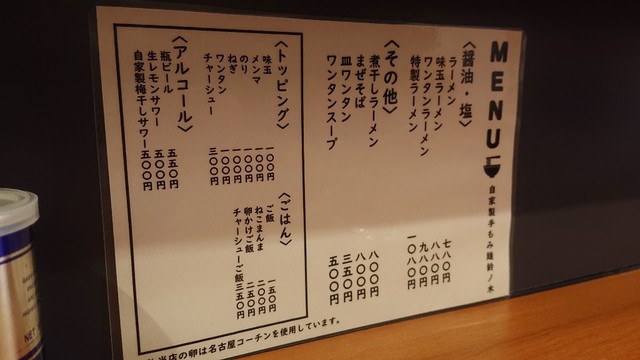 MENU
自家製手もみ麺鈴ノ木
〈醤油・塩〉
ラーメン 七八〇円
味玉ラーメン 八八〇円
ワンタンラーメン 九八〇円
特製ラーメン 一〇八〇円
〈その他〉
煮干しラーメン 八〇〇円
まぜそば 八〇〇円
皿ワンタン 三五〇円
ワンタンスープ 五〇〇円
〈トッピング〉
味玉 一〇〇円
メンマ 一〇〇円
のり 一〇〇円
ねぎ 一〇〇円
ワンタン 一〇〇円
チャーシュー 三〇〇円
〈ごはん〉
ご飯 一五〇円
ねこまんま 二〇〇円
卵かけご飯 二五〇円
チャーシューご飯 三五〇円
〈アルコール〉
瓶ビール 五五〇円
生レモンサワー 五〇〇円
自家製梅干しサワー 五〇〇円
当店の卵は名古屋コーチンを使用しています。
NET